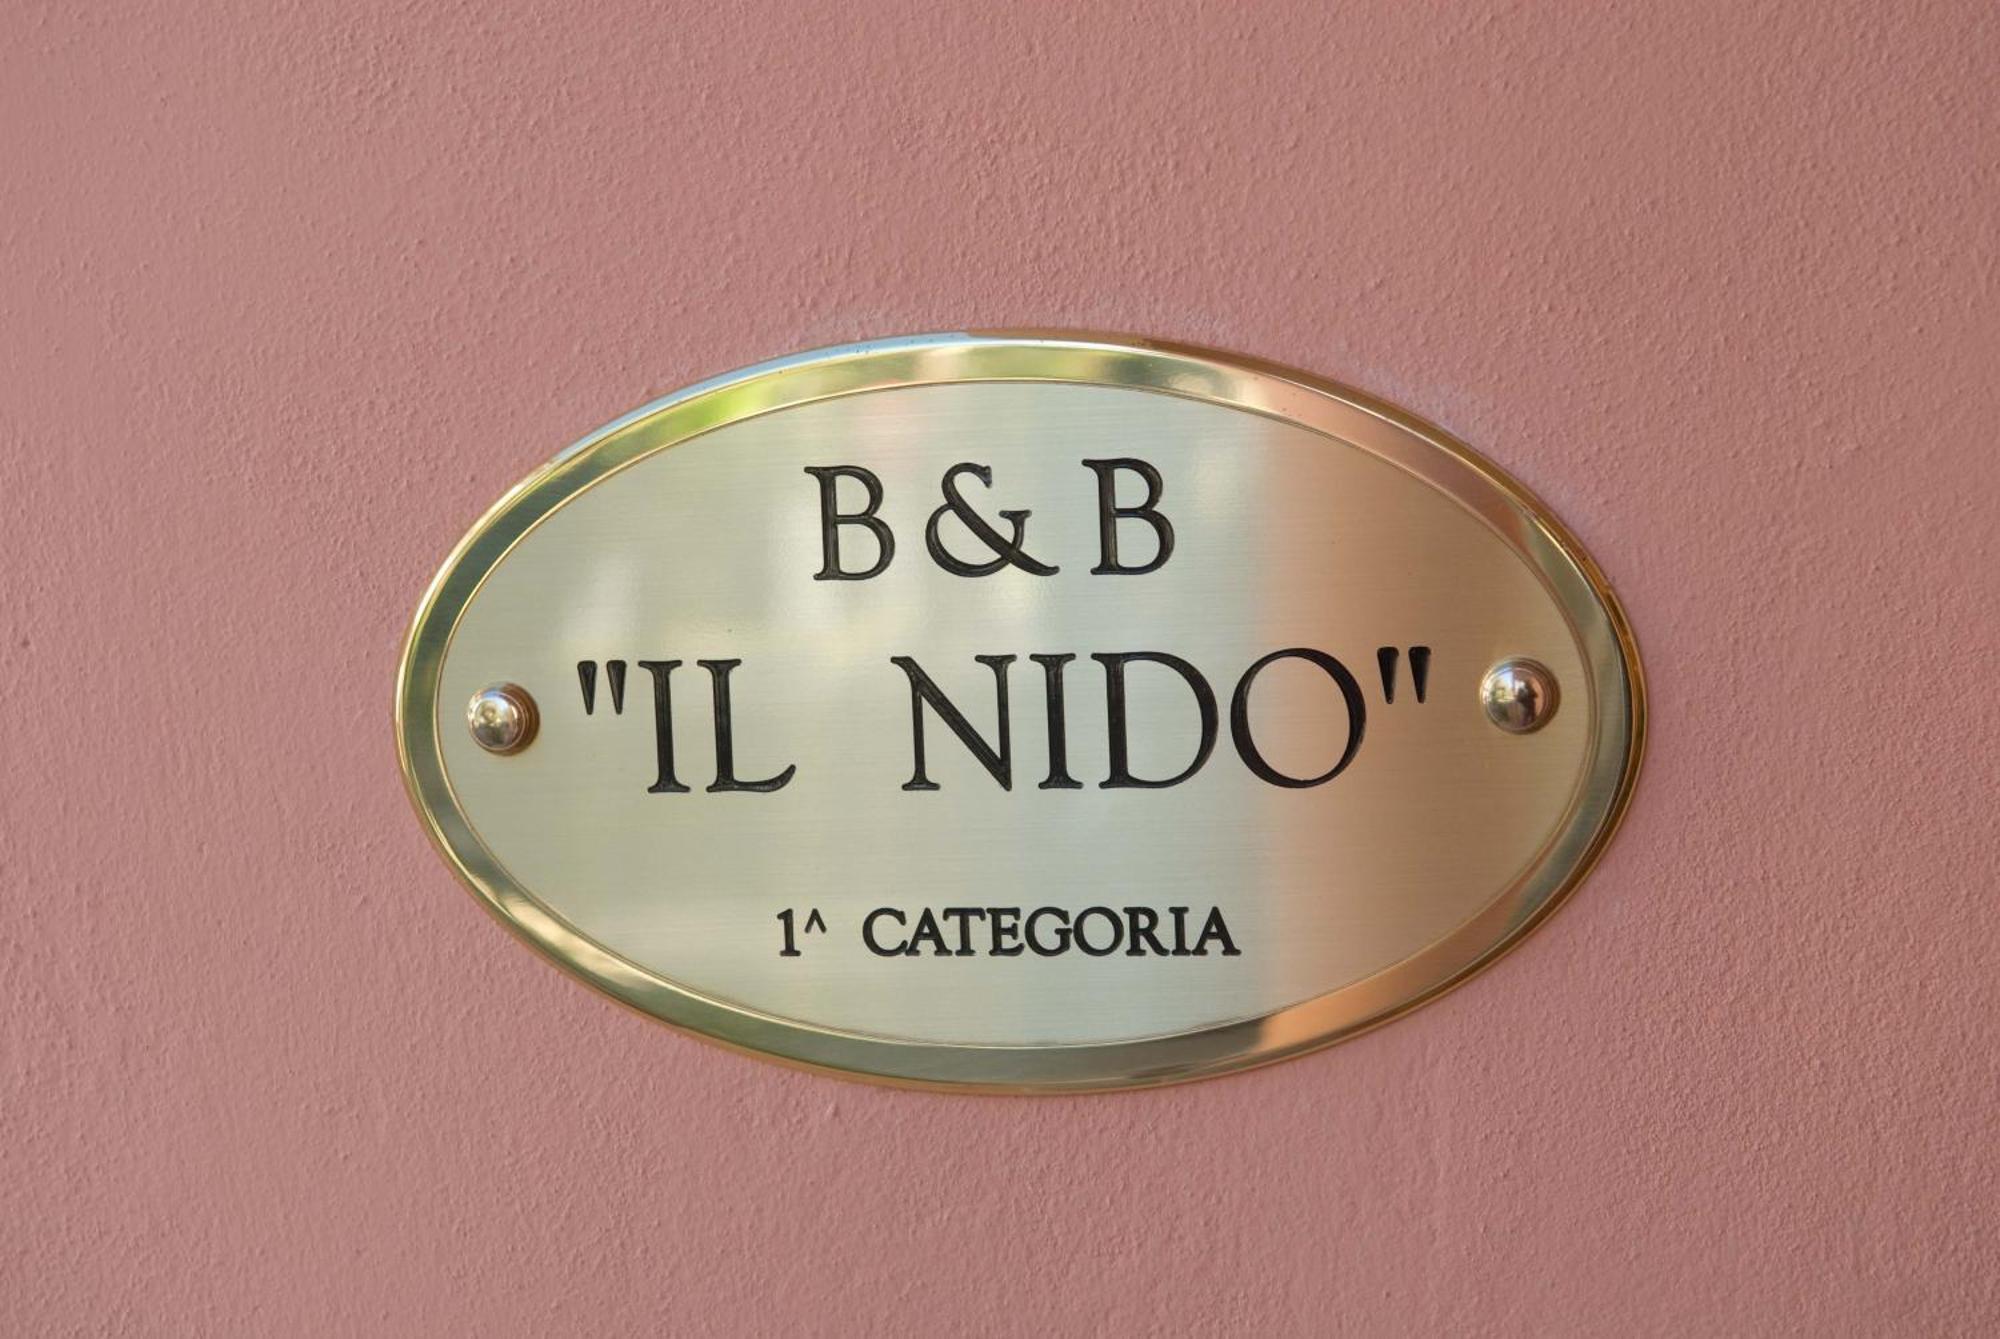 B & B
"IL NIDO"
1^ CATEGORIA